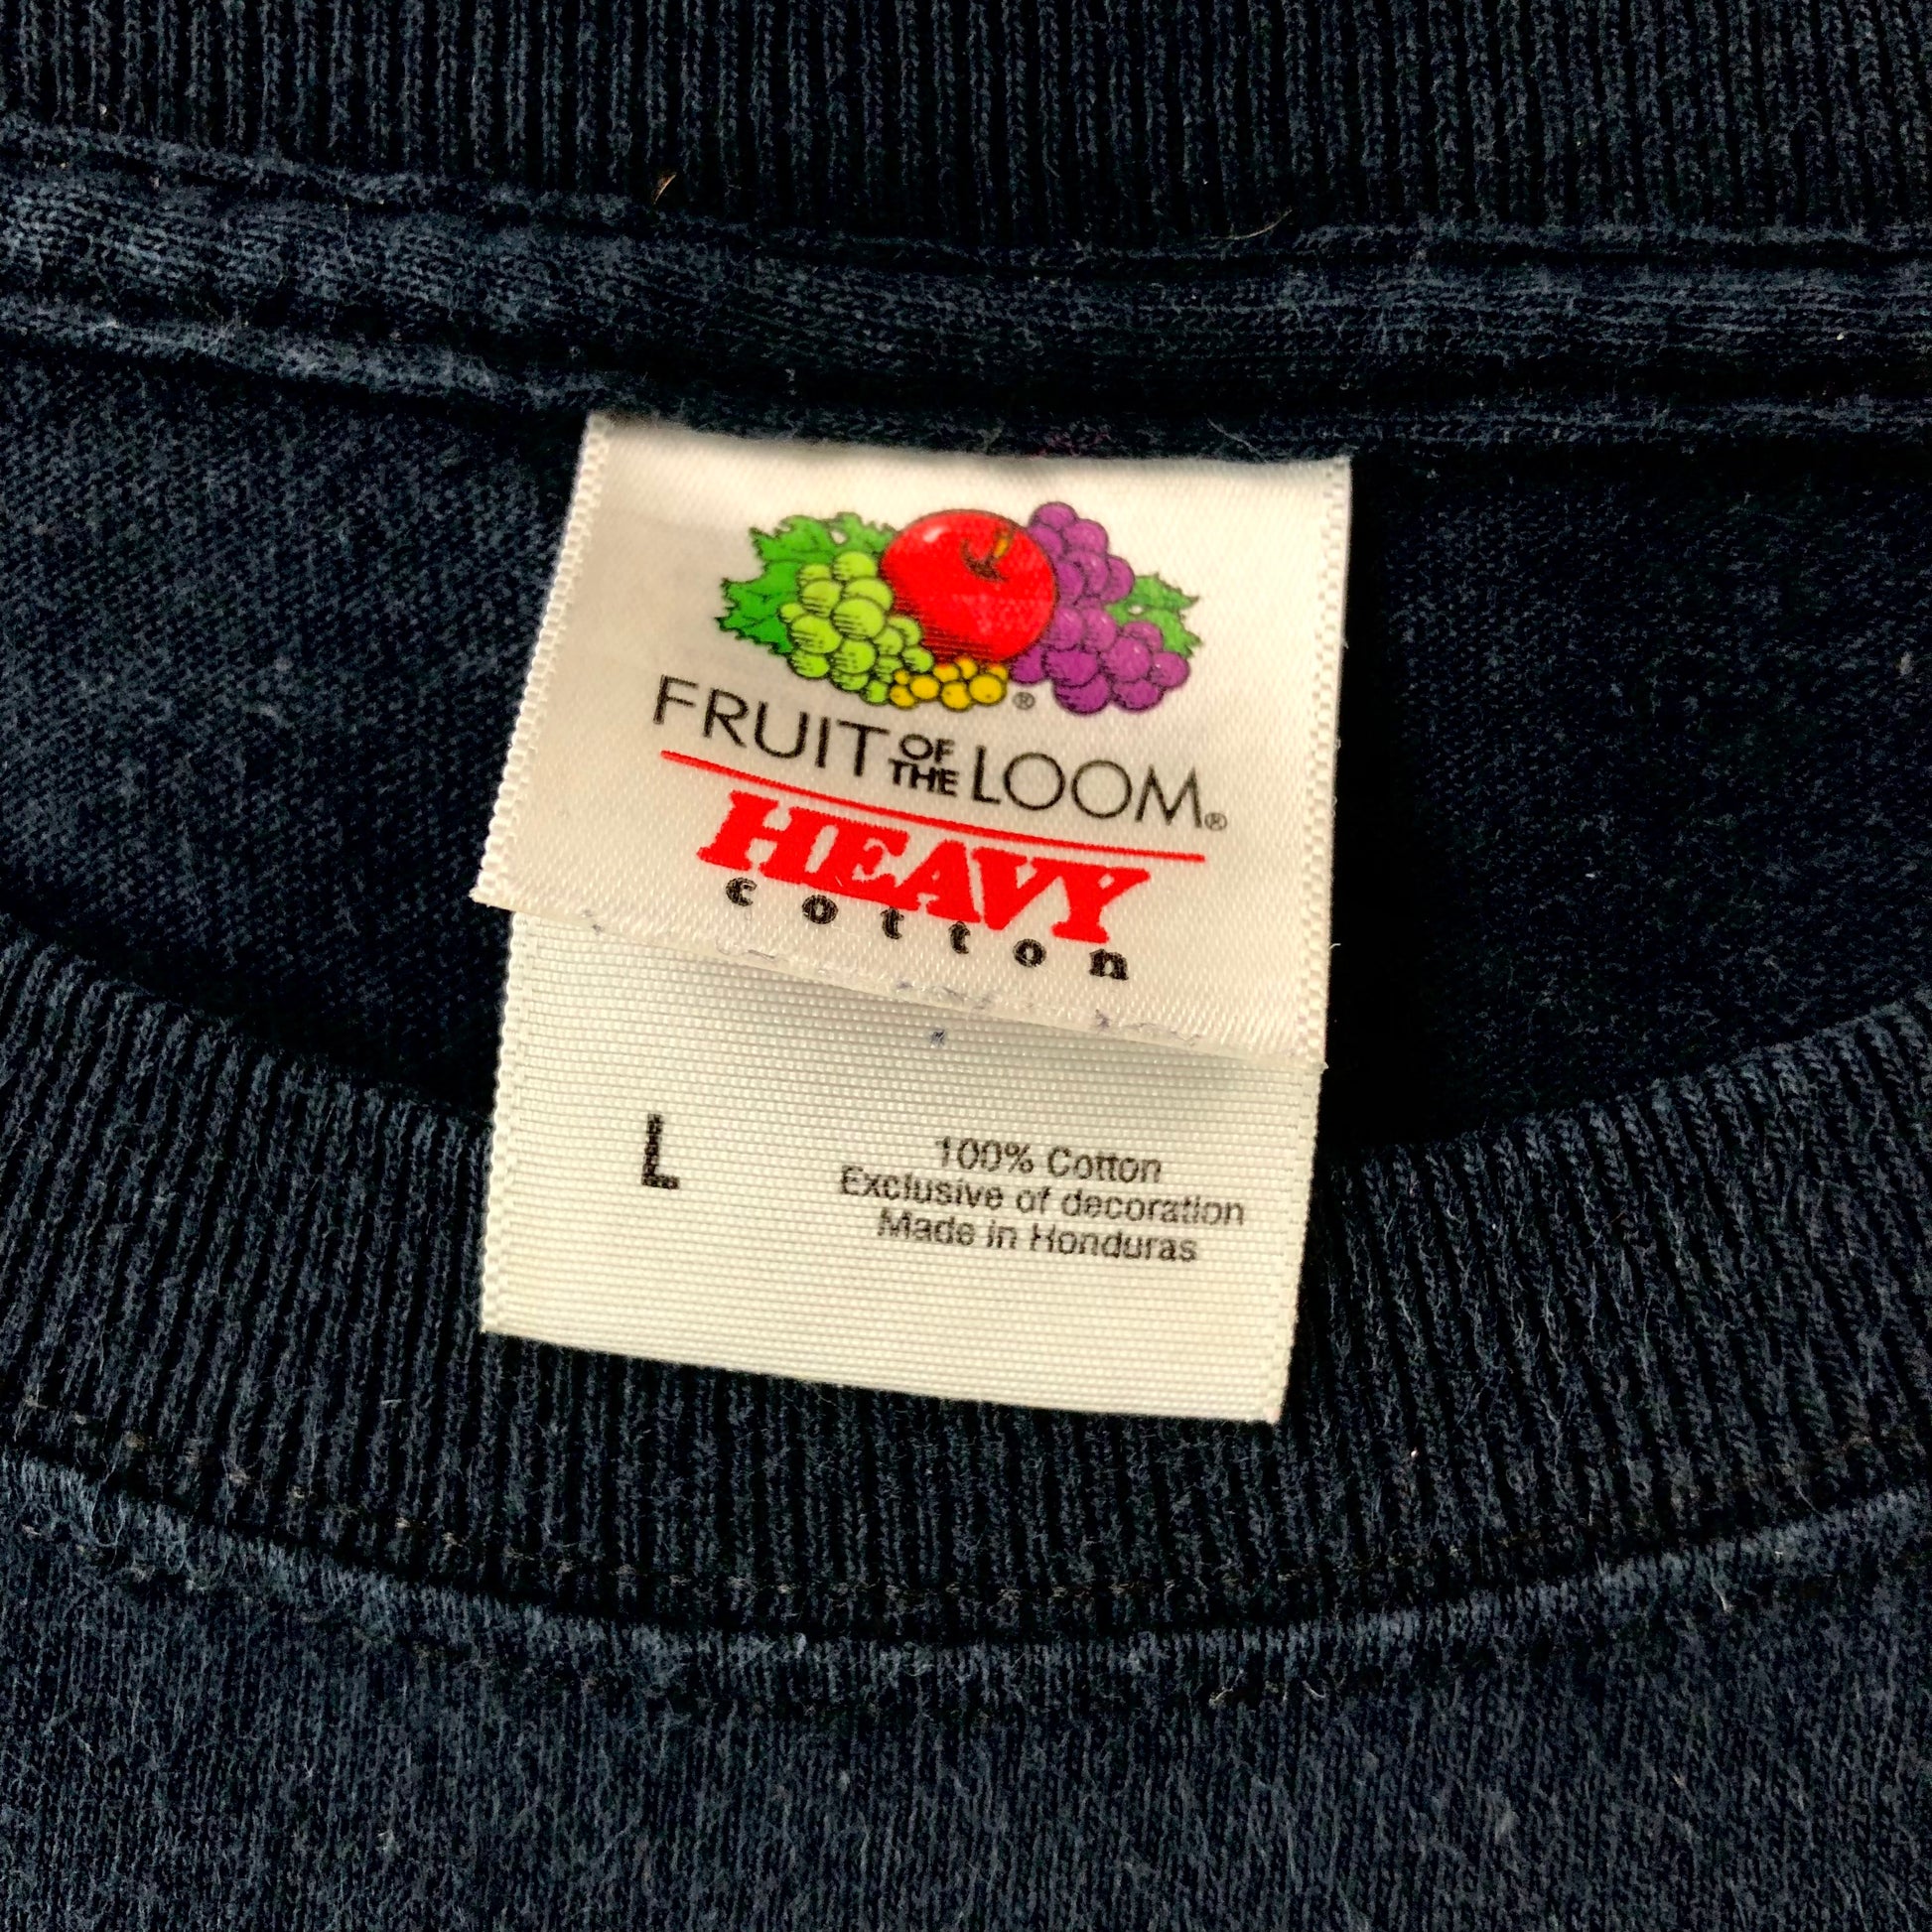 ®
FRUIT OF THE LOOM®
HEAVY
cotton
L
100% Cotton
Exclusive of decoration
Made in Honduras